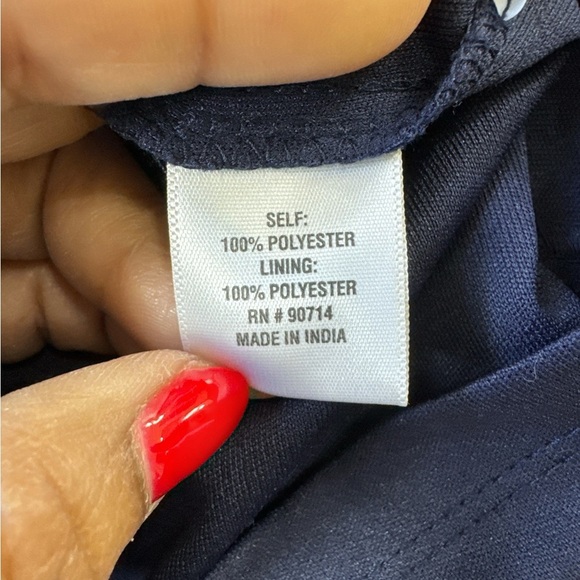 SELF:
100% POLYESTER
LINING:
100% POLYESTER
RN # 90714
MADE IN INDIA